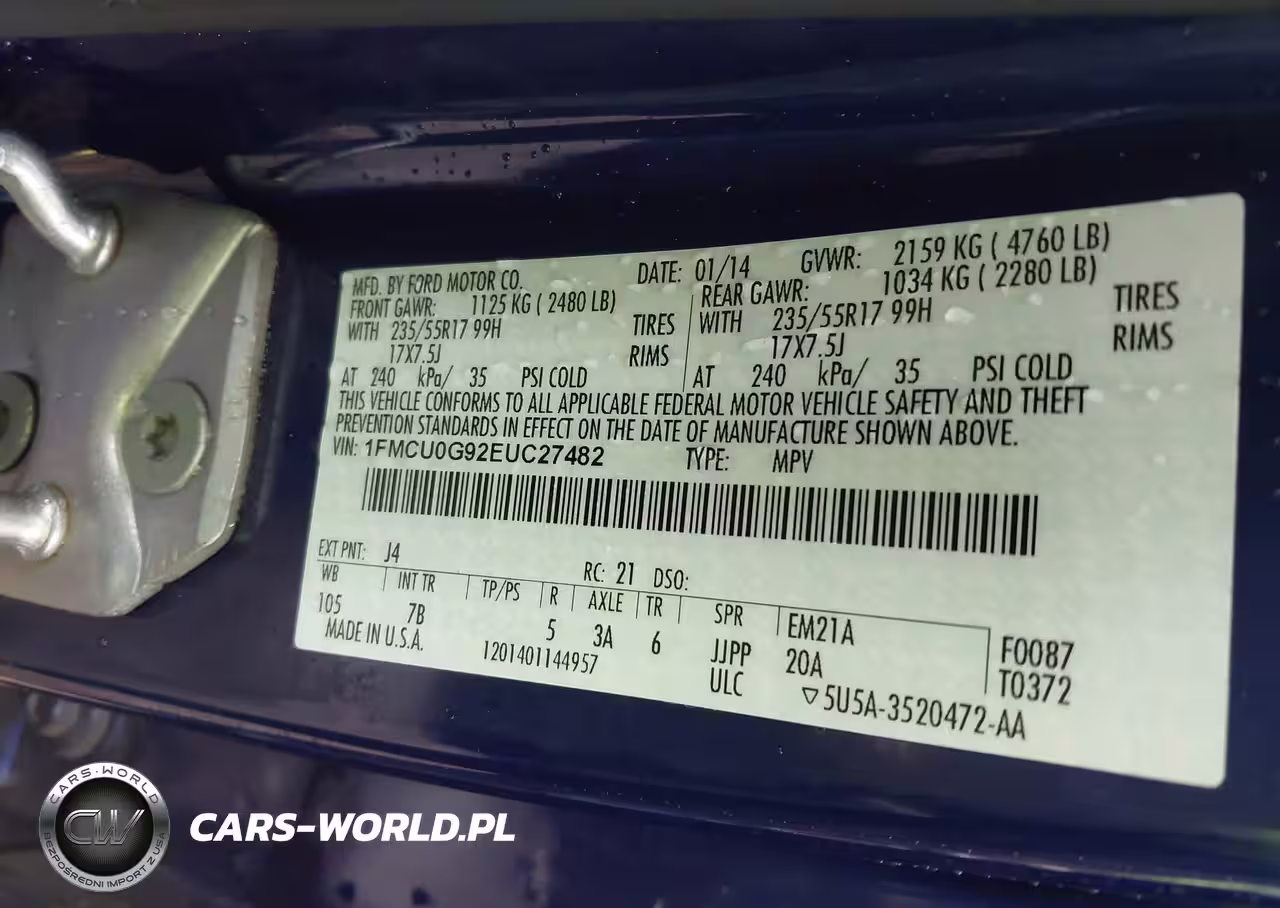 MFD. BY FORD MOTOR CO. DATE: 01/14 GVWR: 2159 KG ( 4760 LB)
FRONT GAWR: 1125 KG ( 2480 LB) REAR GAWR: 1034 KG ( 2280 LB)
WITH 235/55R17 99H TIRES WITH 235/55R17 99H TIRES
17X7.5J RIMS 17X7.5J RIMS
AT 240 kPa/ 35 PSI COLD AT 240 kPa/ 35 PSI COLD
THIS VEHICLE CONFORMS TO ALL APPLICABLE FEDERAL MOTOR VEHICLE SAFETY AND THEFT
PREVENTION STANDARDS IN EFFECT ON THE DATE OF MANUFACTURE SHOWN ABOVE.
VIN: 1FMCU0G92EUC27482 TYPE: MPV
EXT PNT: J4 RC: 21 DSO:
WB INT TR TP/PS R AXLE TR SPR EM21A F0087
105 7B 5 3A 6 JJPP 20A T0372
MADE IN U.S.A. 1201401144957 ULC ▽5U5A-3520472-AA
CARS-WORLD
CW
BEZPOŚREDNI IMPORT Z USA
CARS-WORLD.PL